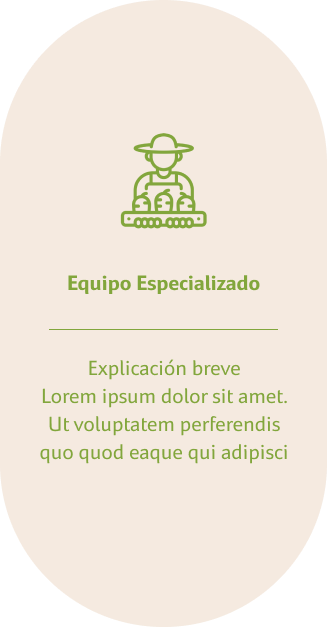 Equipo Especializado
Explicación breve
Lorem ipsum dolor sit amet.
Ut voluptatem perferendis
quo quod eaque qui adipisci